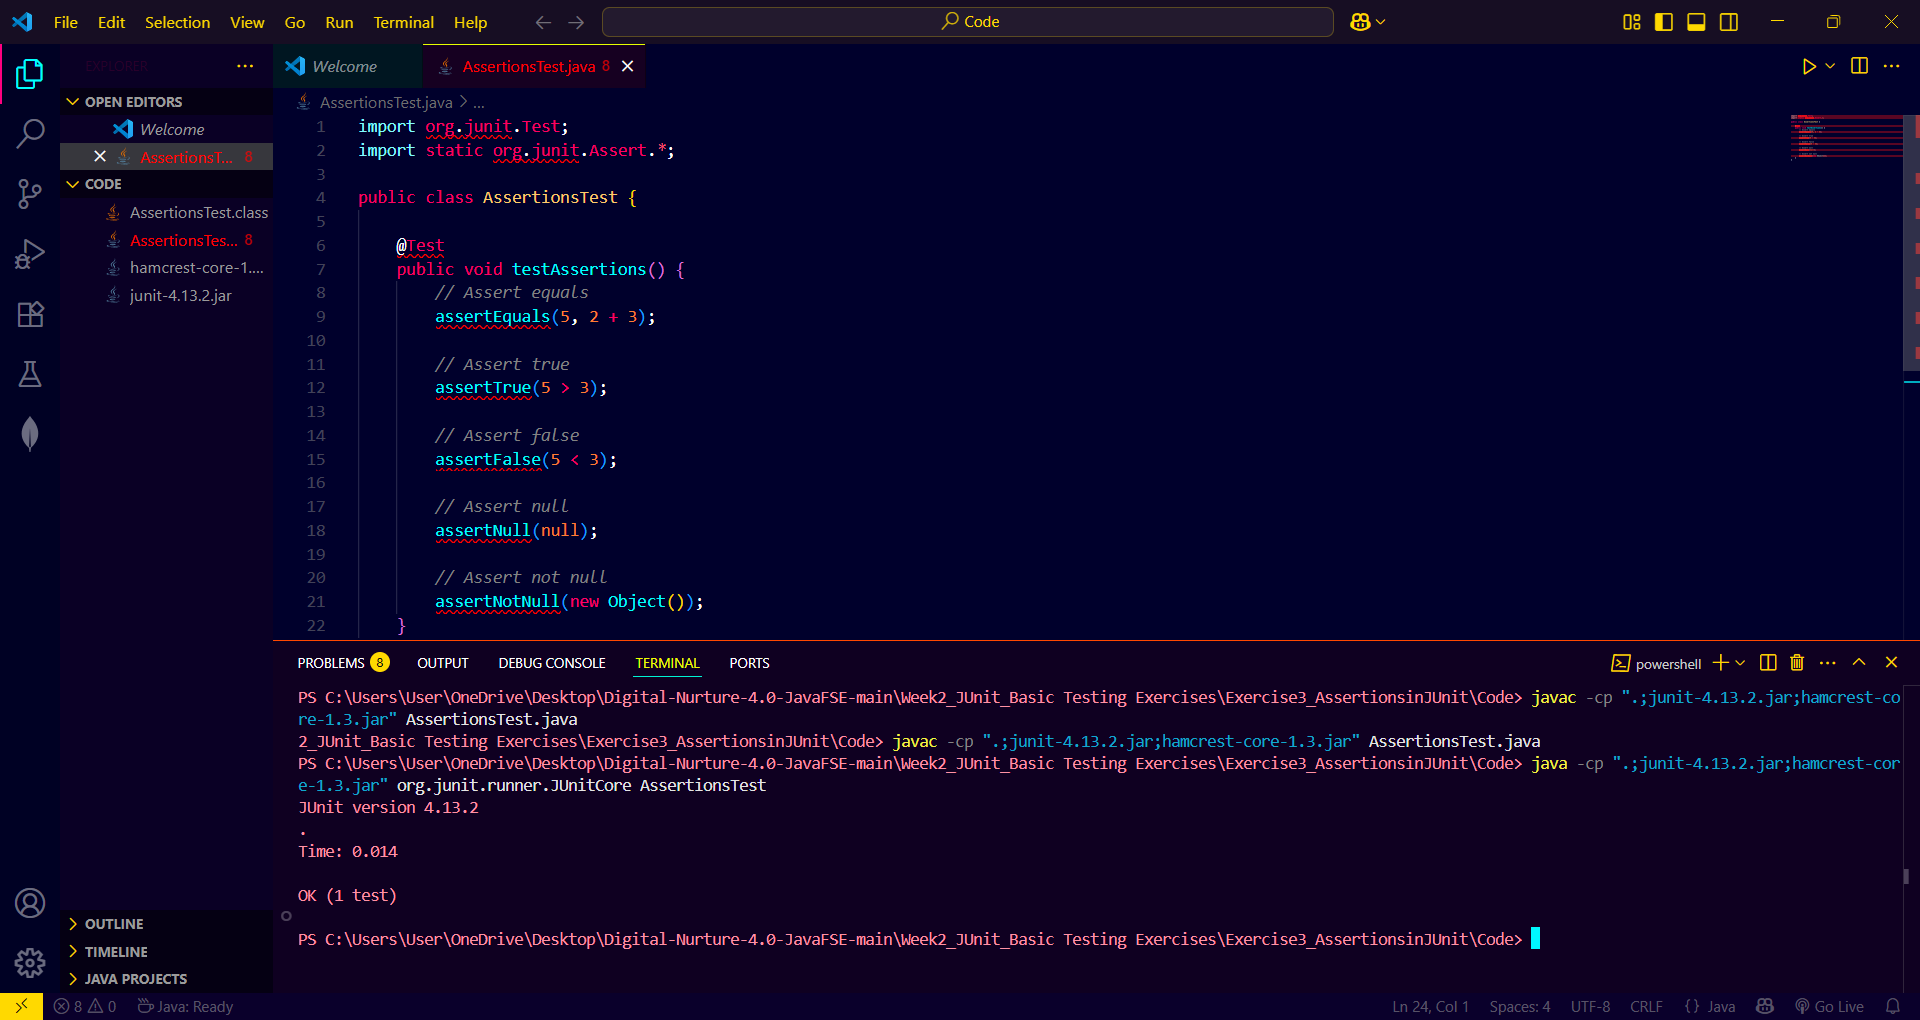 File Edit Selection View Go Run Terminal Help
Code
EXPLORER
OPEN EDITORS
Welcome
AssertionsT... 8
CODE
AssertionsTest.class
AssertionsTes... 8
hamcrest-core-1....
junit-4.13.2.jar
OUTLINE
TIMELINE
JAVA PROJECTS
Welcome
AssertionsTest.java 8
AssertionsTest.java > ...
1 import org.junit.Test;
2 import static org.junit.Assert.*;
3
4 public class AssertionsTest {
5
6 @Test
7 public void testAssertions() {
8 // Assert equals
9 assertEquals(5, 2 + 3);
10
11 // Assert true
12 assertTrue(5 > 3);
13
14 // Assert false
15 assertFalse(5 < 3);
16
17 // Assert null
18 assertNull(null);
19
20 // Assert not null
21 assertNotNull(new Object());
22 }
PROBLEMS 8 OUTPUT DEBUG CONSOLE TERMINAL PORTS
powershell
PS C:\Users\User\OneDrive\Desktop\Digital-Nurture-4.0-JavaFSE-main\Week2_JUnit_Basic Testing Exercises\Exercise3_AssertionsinJUnit\Code> javac -cp ".;junit-4.13.2.jar;hamcrest-co
re-1.3.jar" AssertionsTest.java
2_JUnit_Basic Testing Exercises\Exercise3_AssertionsinJUnit\Code> javac -cp ".;junit-4.13.2.jar;hamcrest-core-1.3.jar" AssertionsTest.java
PS C:\Users\User\OneDrive\Desktop\Digital-Nurture-4.0-JavaFSE-main\Week2_JUnit_Basic Testing Exercises\Exercise3_AssertionsinJUnit\Code> java -cp ".;junit-4.13.2.jar;hamcrest-cor
e-1.3.jar" org.junit.runner.JUnitCore AssertionsTest
JUnit version 4.13.2
.
Time: 0.014
OK (1 test)
PS C:\Users\User\OneDrive\Desktop\Digital-Nurture-4.0-JavaFSE-main\Week2_JUnit_Basic Testing Exercises\Exercise3_AssertionsinJUnit\Code>
8 0 Java: Ready
Ln 24, Col 1 Spaces: 4 UTF-8 CRLF {} Java Go Live